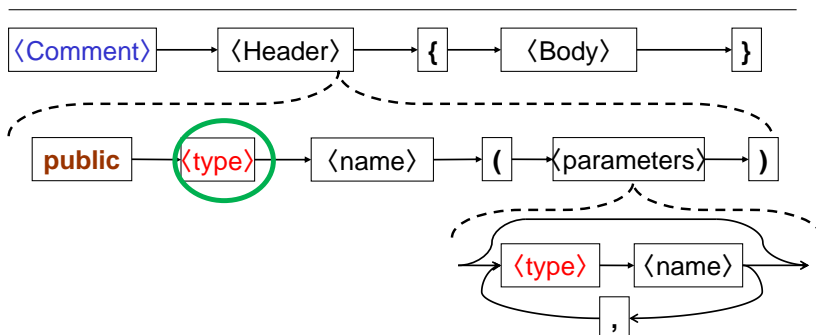 〈Comment〉 〈Header〉 { 〈Body〉 }
public 〈type〉 〈name〉 ( 〈parameters〉 )
〈type〉 〈name〉
,